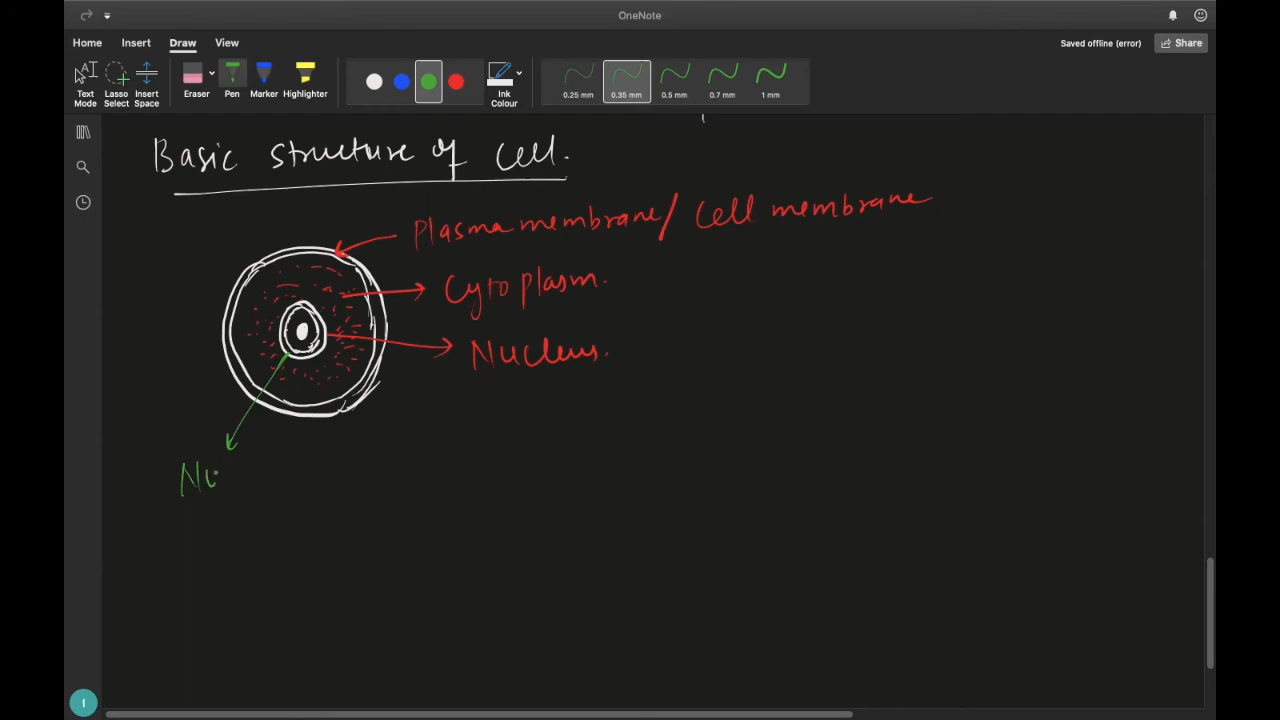 OneNote
Home Insert Draw View
Saved offline (error) Share
Text Mode
Lasso Select
Insert Space
Eraser
Pen
Marker
Highlighter
Ink Colour
0.25 mm 0.35 mm 0.5 mm 0.7 mm 1 mm
Basic structure of cell.
Plasma membrane/ Cell membrane
Cytoplasm.
Nucleus.
Nu
I